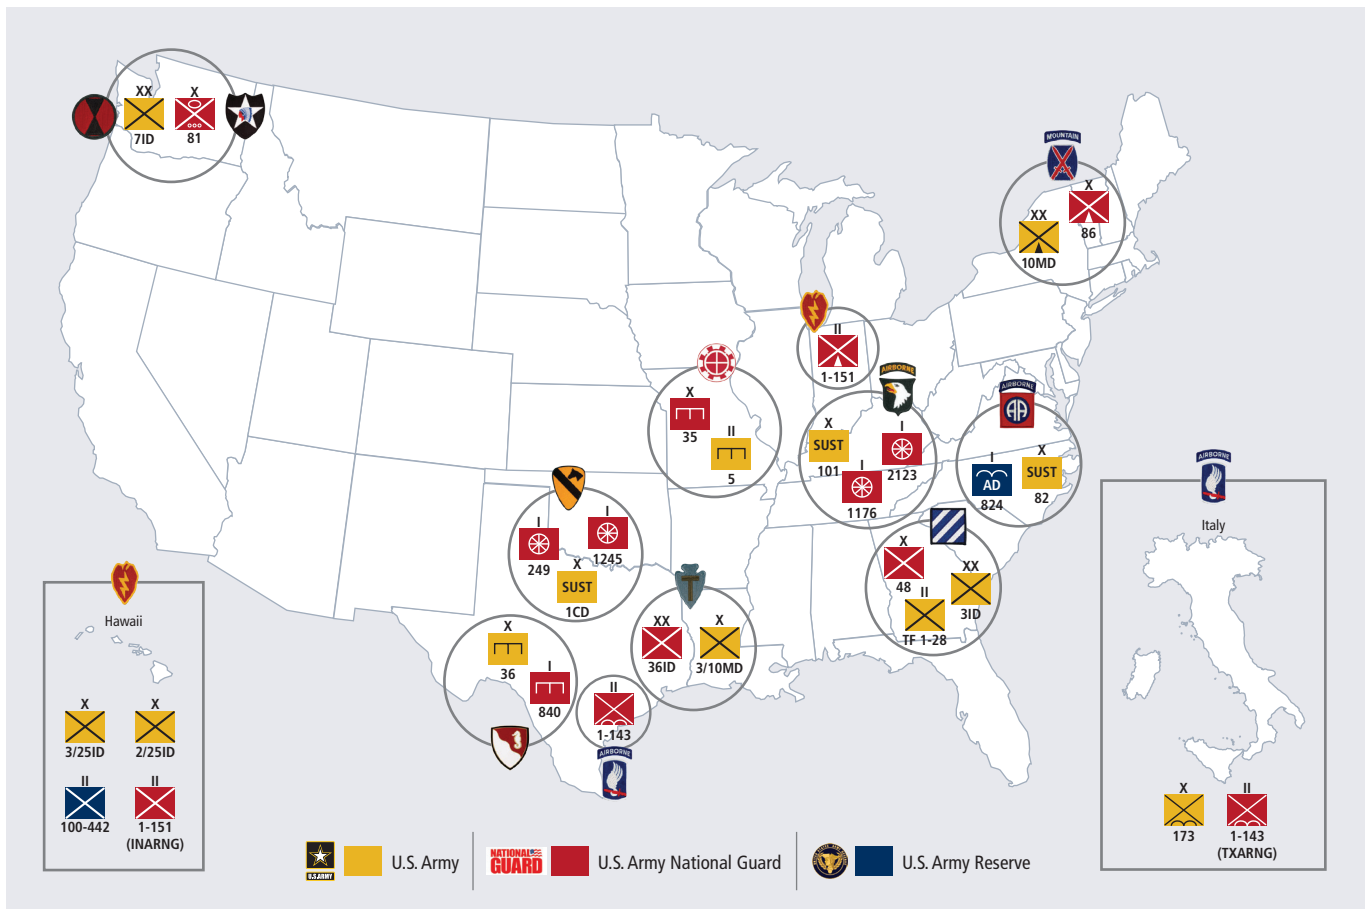 XX
7ID
X
81
MOUNTAIN
X
86
XX
10MD
II
1-151
X
35
II
5
AIRBORNE
X
SUST
101
I
2123
I
1176
AIRBORNE
AA
I
AD
824
X
SUST
82
I
249
I
1245
X
SUST
1CD
X
48
XX
3ID
II
TF 1-28
T
XX
36ID
X
3/10MD
X
36
I
840
II
1-143
AIRBORNE
Hawaii
X
3/25ID
X
2/25ID
II
100-442
II
1-151
(INARNG)
AIRBORNE
Italy
X
173
II
1-143
(TXARNG)
U.S.ARMY
U.S. Army
NATIONAL
GUARD
U.S. Army National Guard
U.S. Army Reserve